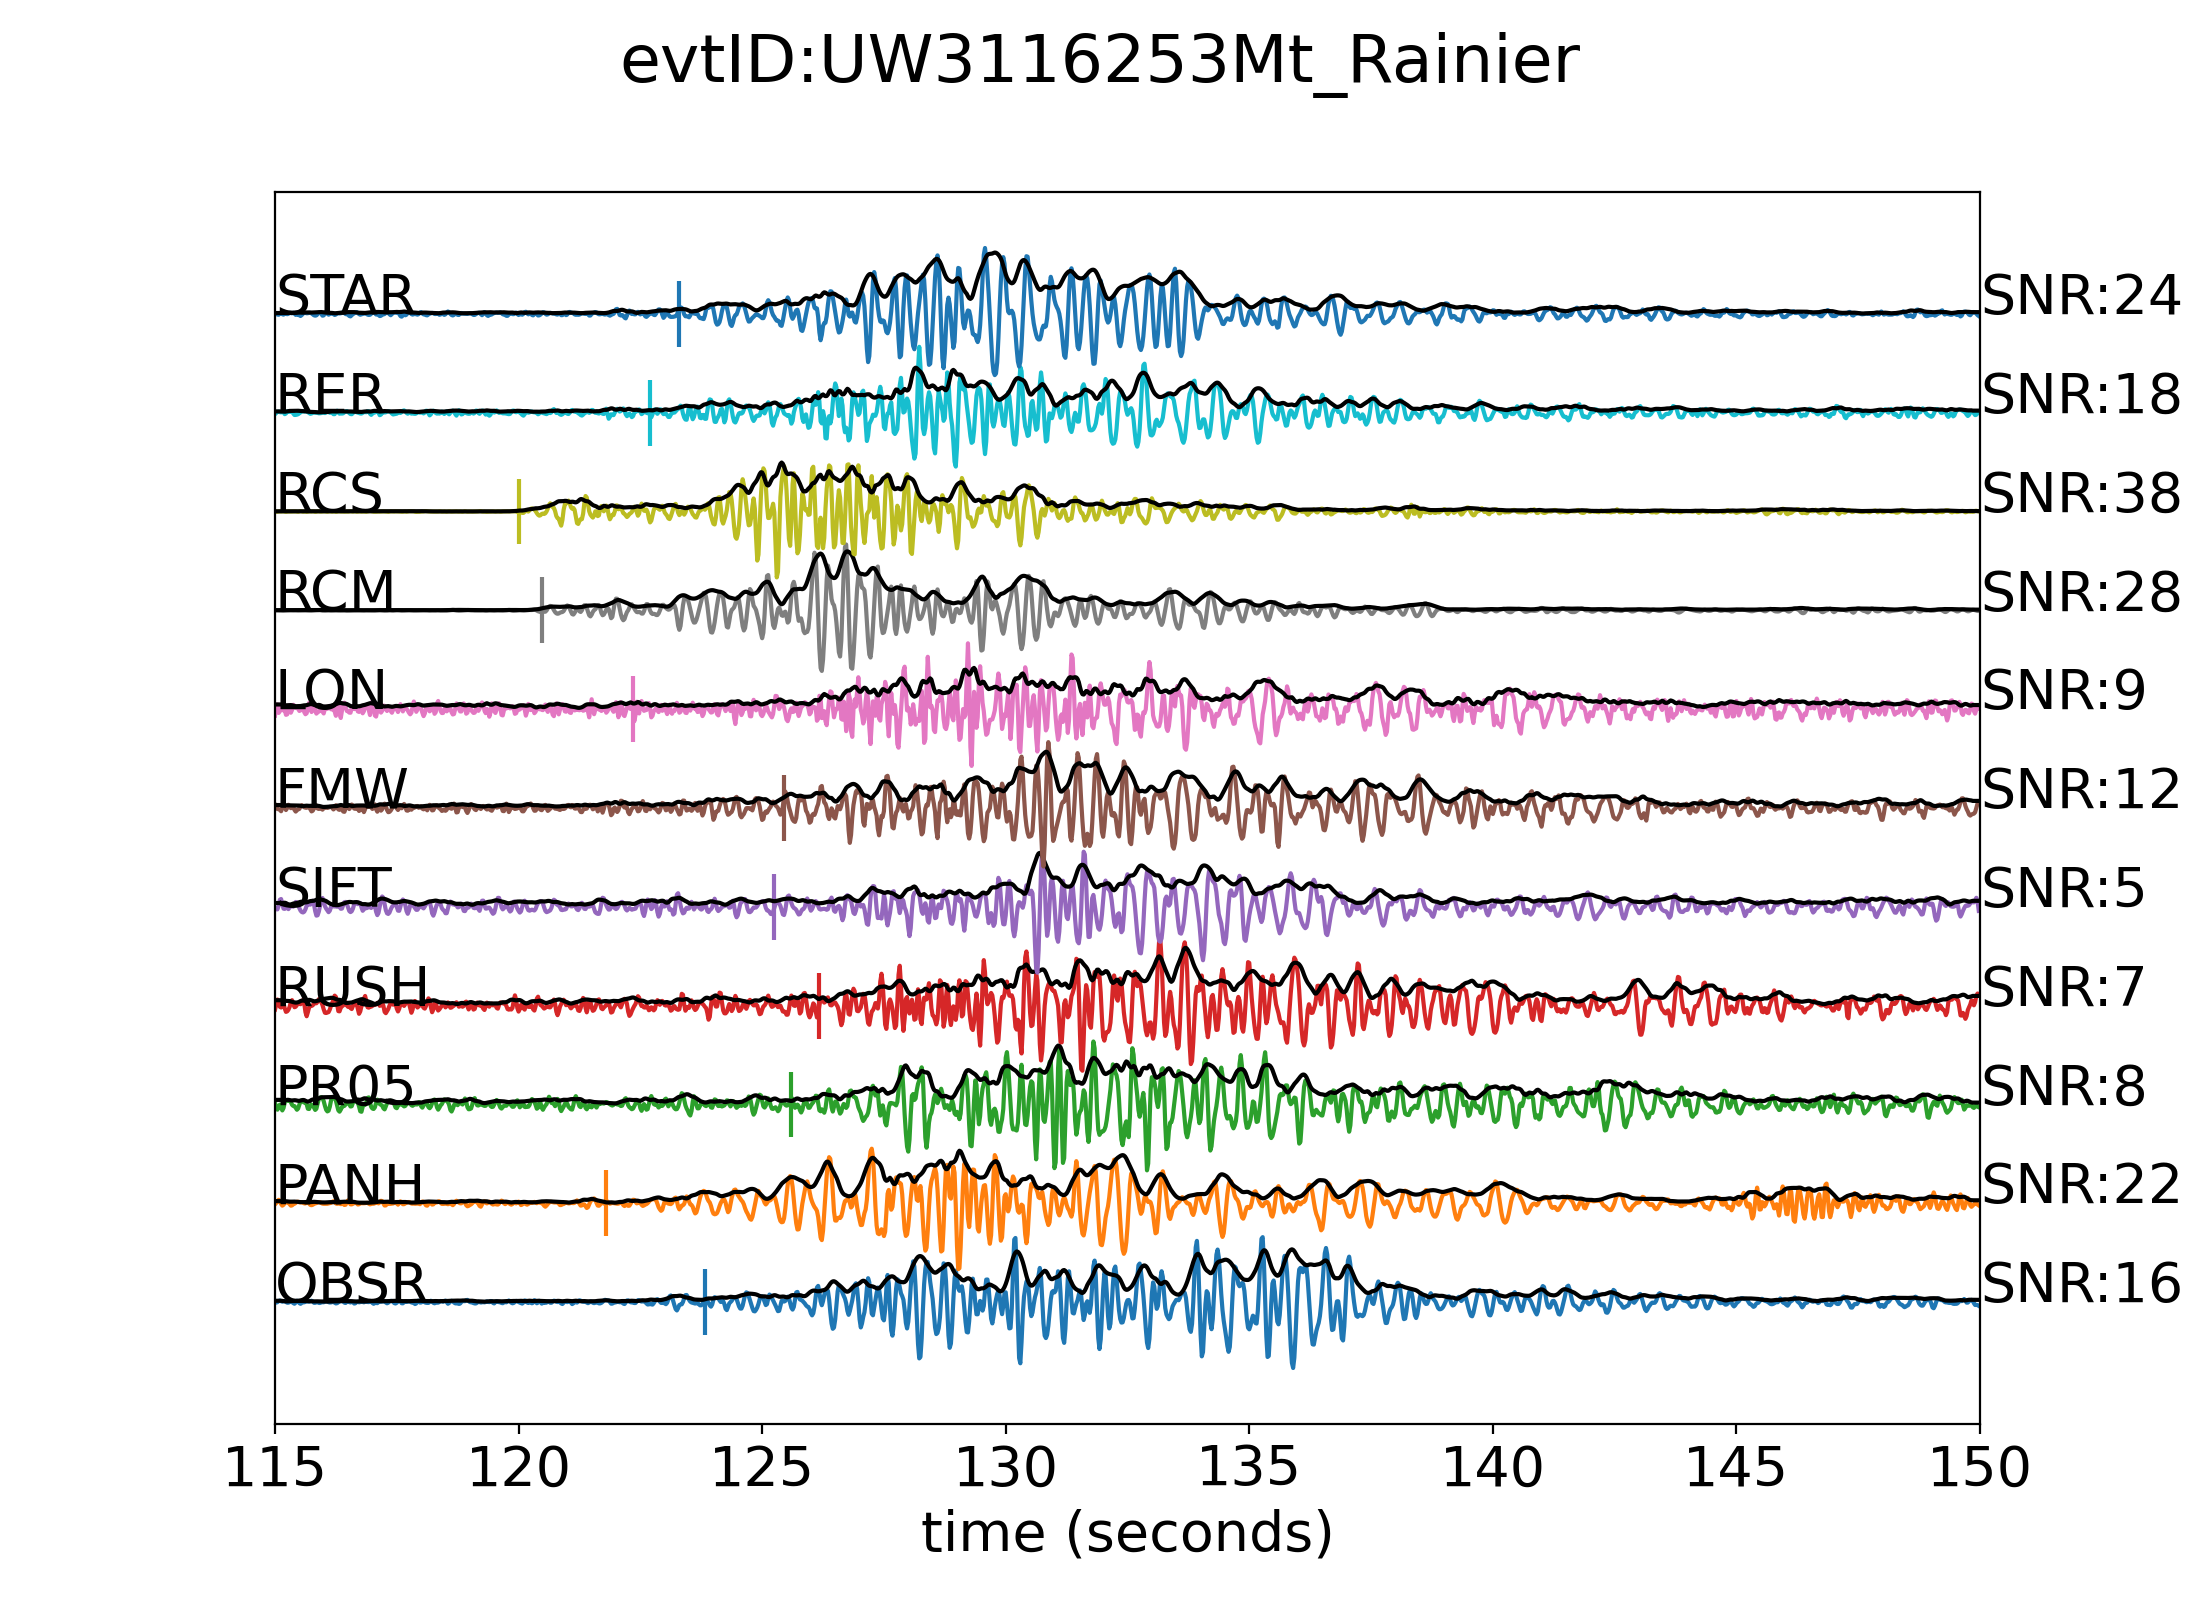 evtID:UW3116253Mt_Rainier
STAR SNR:24
RER SNR:18
RCS SNR:38
RCM SNR:28
LON SNR:9
FMW SNR:12
SIFT SNR:5
RUSH SNR:7
PR05 SNR:8
PANH SNR:22
OBSR SNR:16
115 120 125 130 135 140 145 150
time (seconds)